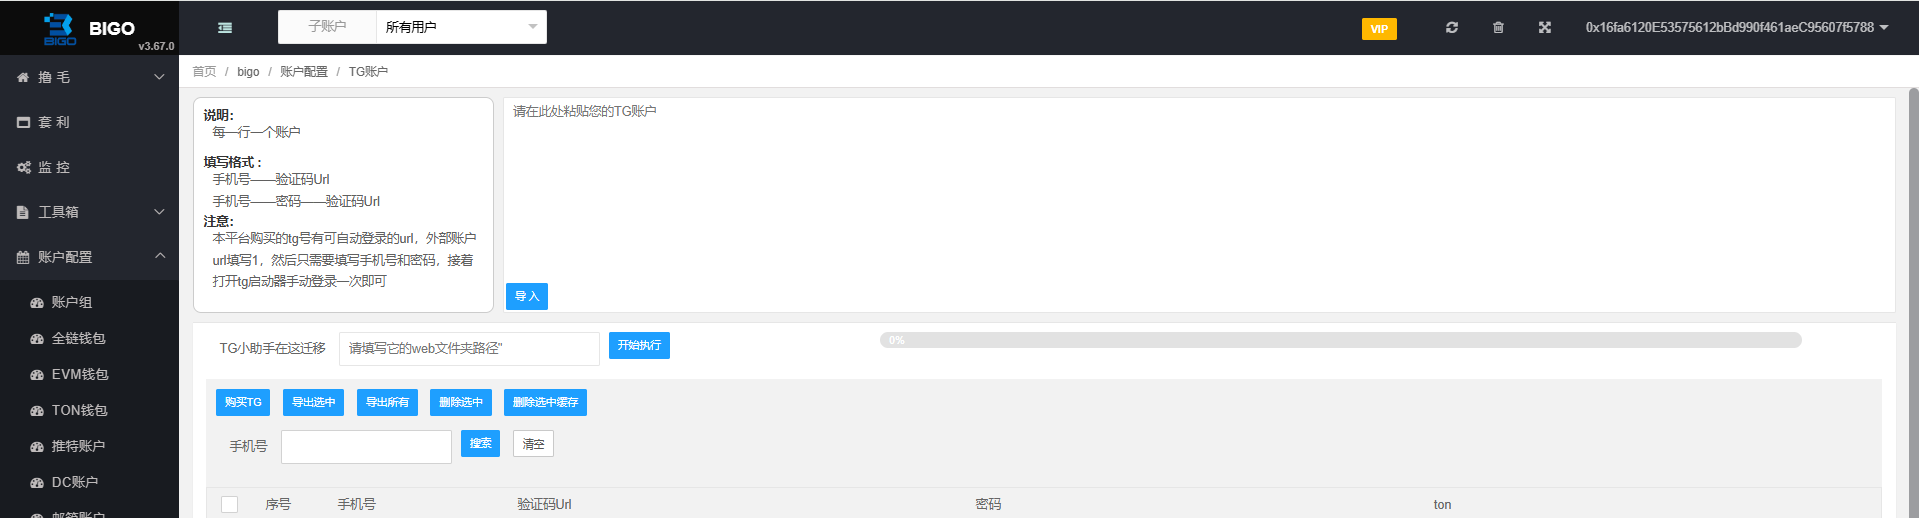 BIGO
BIGO
v3.67.0
子账户
所有用户
VIP
0x16fa6120E53575612bBd990f461aeC95607f5788
撸 毛
套 利
监 控
工具箱
账户配置
账户组
全链钱包
EVM钱包
TON钱包
推特账户
DC账户
邮箱账户
首页 / bigo / 账户配置 / TG账户
说明：
每一行一个账户
填写格式：
手机号——验证码Url
手机号——密码——验证码Url
注意：
本平台购买的tg号有可自动登录的url，外部账户
url填写1，然后只需要填写手机号和密码，接着
打开tg启动器手动登录一次即可
请在此处粘贴您的TG账户
导 入
TG小助手在这迁移
请填写它的web文件夹路径"
开始执行
0%
购买TG
导出选中
导出所有
删除选中
删除选中缓存
手机号
搜索
清空
序号
手机号
验证码Url
密码
ton